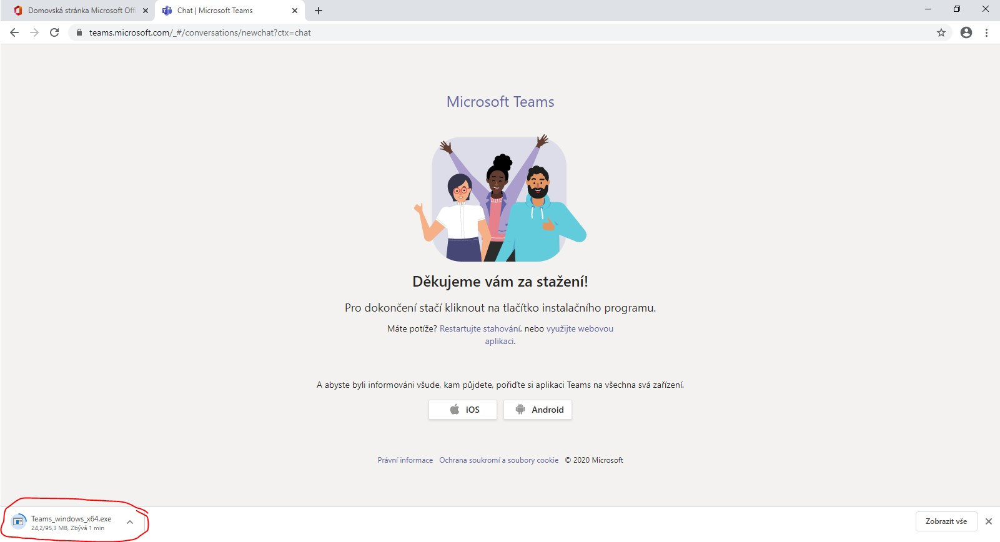 Domovská stránka Microsoft Offi
Chat | Microsoft Teams
teams.microsoft.com/_#/conversations/newchat?ctx=chat
Microsoft Teams
Děkujeme vám za stažení!
Pro dokončení stačí kliknout na tlačítko instalačního programu.
Máte potíže? Restartujte stahování, nebo využijte webovou
aplikaci.
A abyste byli informováni všude, kam půjdete, pořiďte si aplikaci Teams na všechna svá zařízení.
iOS
Android
Právní informace Ochrana soukromí a soubory cookie © 2020 Microsoft
Teams_windows_x64.exe
24,2/95,3 MB, Zbývá 1 min
Zobrazit vše